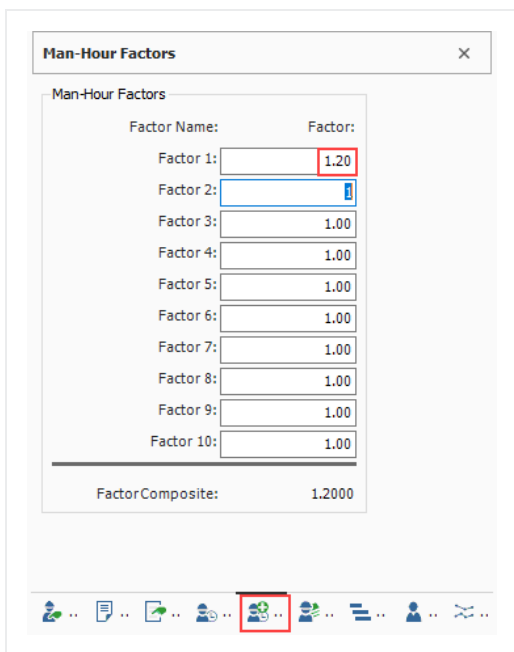 Man-Hour Factors
Man-Hour Factors
Factor Name: Factor:
Factor 1: 1.20
Factor 2: 1
Factor 3: 1.00
Factor 4: 1.00
Factor 5: 1.00
Factor 6: 1.00
Factor 7: 1.00
Factor 8: 1.00
Factor 9: 1.00
Factor 10: 1.00
FactorComposite: 1.2000
.. .. .. .. .. .. .. .. ..